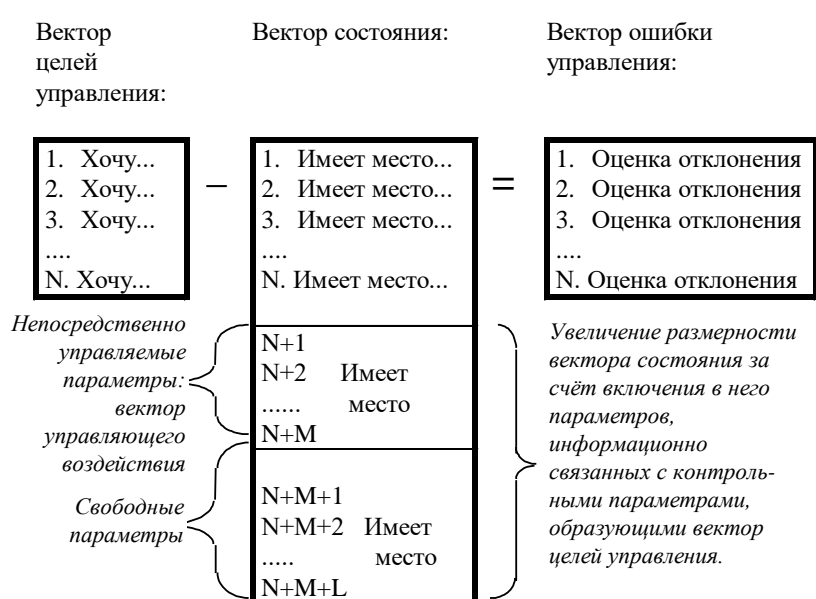 Вектор
целей
управления:
Вектор состояния:
Вектор ошибки
управления:
1. Хочу...
2. Хочу...
3. Хочу...
....
N. Хочу...
–
1. Имеет место...
2. Имеет место...
3. Имеет место...
....
N. Имеет место...
=
1. Оценка отклонения
2. Оценка отклонения
3. Оценка отклонения
....
N. Оценка отклонения
Непосредственно
управляемые
параметры:
вектор
управляющего
воздействия
Свободные
параметры
N+1
N+2 Имеет
...... место
N+M
N+M+1
N+M+2 Имеет
..... место
N+M+L
Увеличение размерности
вектора состояния за
счёт включения в него
параметров,
информационно
связанных с контроль-
ными параметрами,
образующими вектор
целей управления.